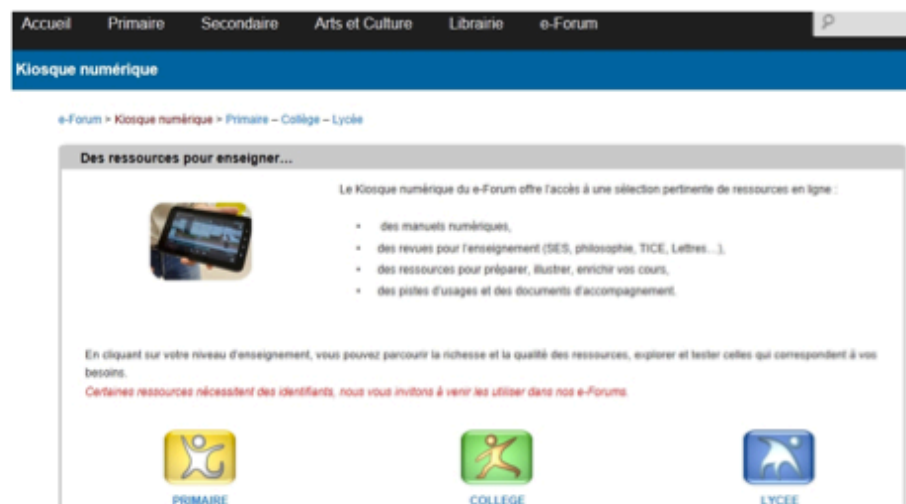 Accueil Primaire Secondaire Arts et Culture Librairie e-Forum
Kiosque numérique
e-Forum > Kiosque numérique > Primaire – Collège – Lycée
Des ressources pour enseigner...
Le Kiosque numérique du e-Forum offre l'accès à une sélection pertinente de ressources en ligne :
• des manuels numériques,
• des revues pour l'enseignement (SES, philosophie, TICE, Lettres...),
• des ressources pour préparer, illustrer, enrichir vos cours,
• des pistes d'usages et des documents d'accompagnement.
En cliquant sur votre niveau d'enseignement, vous pouvez parcourir la richesse et la qualité des ressources, explorer et tester celles qui correspondent à vos
besoins.
Certaines ressources nécessitent des identifiants, nous vous invitons à venir les utiliser dans nos e-Forums.
PRIMAIRE COLLEGE LYCEE